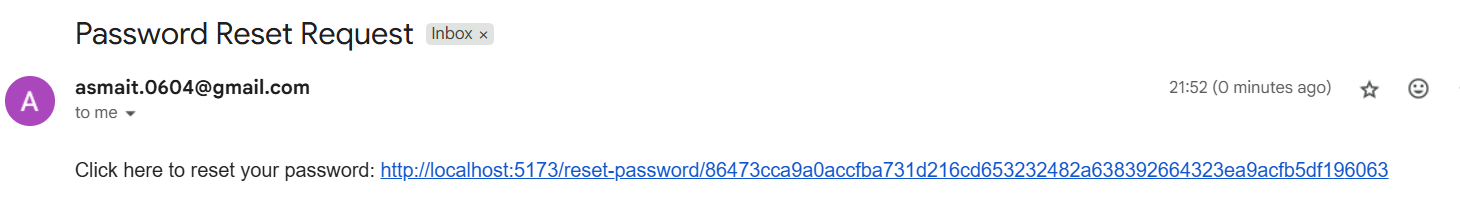 Password Reset Request Inbox ×
asmait.0604@gmail.com 21:52 (0 minutes ago)
to me
Click here to reset your password: http://localhost:5173/reset-password/86473cca9a0accfba731d216cd653232482a638392664323ea9acfb5df196063
A